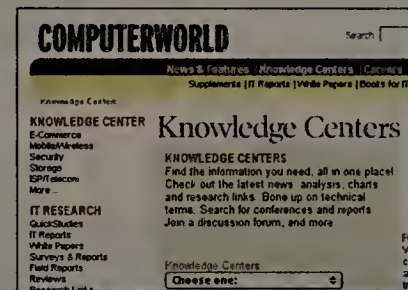 COMPUTERWORLD
Search
News & Features | Knowledge Centers | Careers
Supplements | IT Reports | White Papers | Books for IT
Knowledge Centers
KNOWLEDGE CENTER
E-Commerce
Mobile/Wireless
Security
Storage
ISP/Telecom
More ...
IT RESEARCH
QuickStudies
IT Reports
White Papers
Surveys & Reports
Field Reports
Reviews
Research Links
Knowledge Centers
KNOWLEDGE CENTERS
Find the information you need, all in one place!
Check out the latest news, analysis, charts
and research links. Bone up on technical
terms. Search for conferences and reports
Join a discussion forum, and more
Knowledge Centers
Choose one: